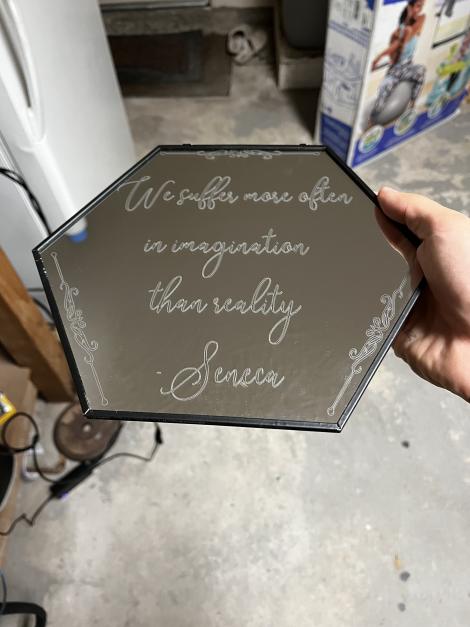 We suffer more often
in imagination
than reality
- Seneca